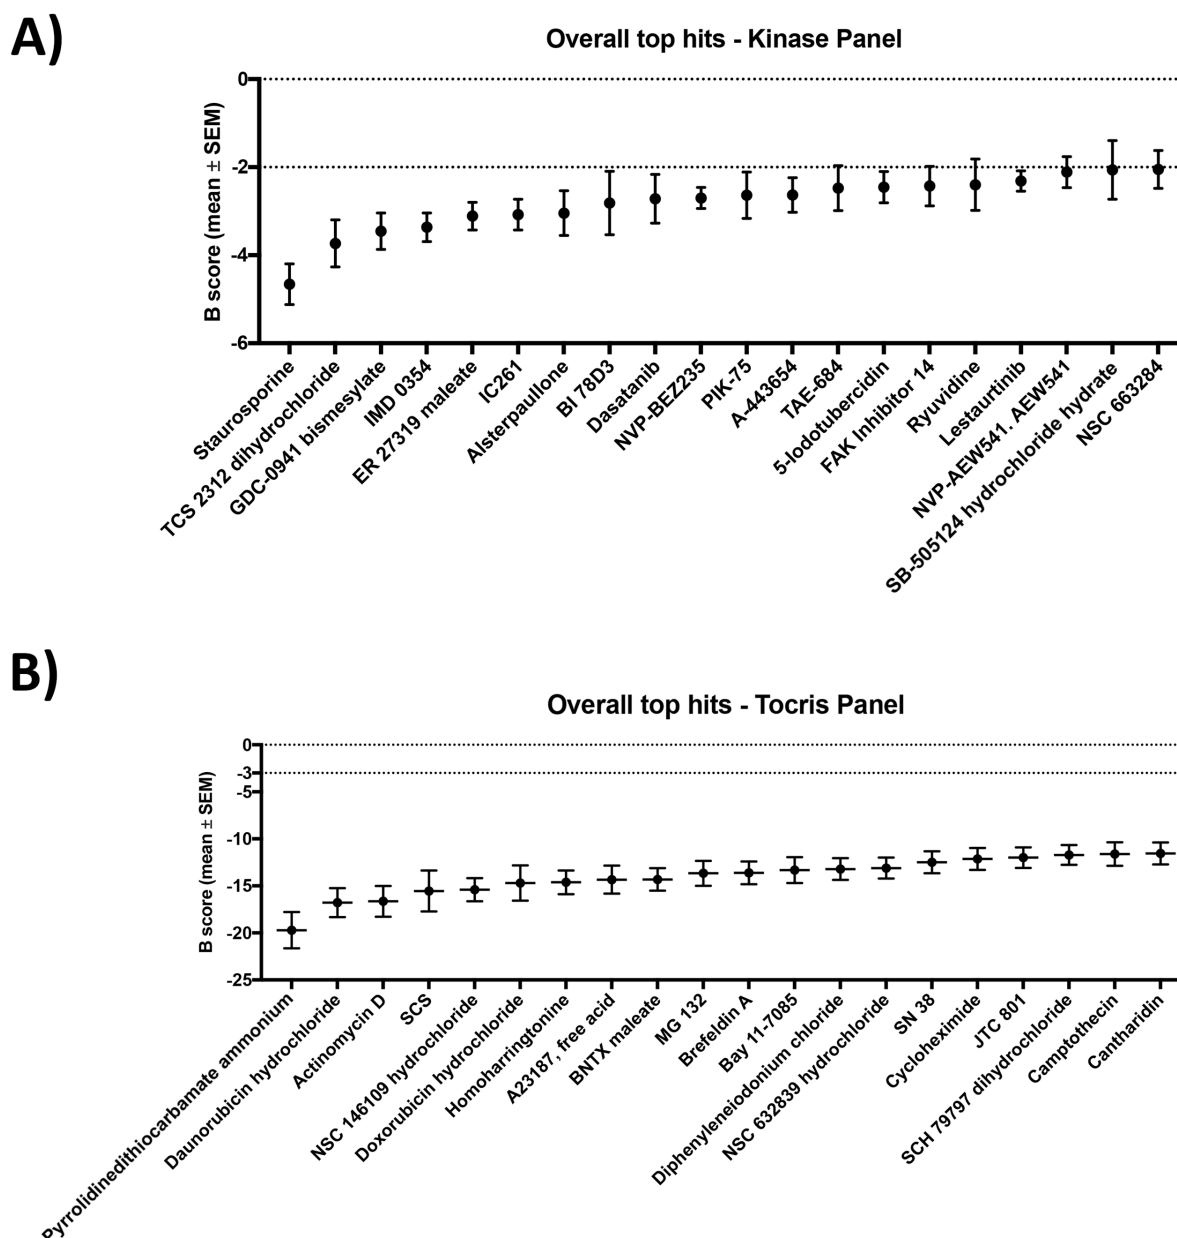 A)
Overall top hits - Kinase Panel
B score (mean ± SEM)
0
-2
-4
-6
Staurosporine
TCS 2312 dihydrochloride
GDC-0941 bismesylate
IMD 0354
ER 27319 maleate
IC261
Alsterpaullone
BI 78D3
Dasatanib
NVP-BEZ235
PIK-75
A-443654
TAE-684
5-Iodotubercidin
FAK Inhibitor 14
Ryuvidine
Lestaurtinib
NVP-AEW541. AEW541
SB-505124 hydrochloride hydrate
NSC 663284
B)
Overall top hits - Tocris Panel
B score (mean ± SEM)
0
-3
-5
-10
-15
-20
-25
Pyrrolidinedithiocarbamate ammonium
Daunorubicin hydrochloride
Actinomycin D
SCS
NSC 146109 hydrochloride
Doxorubicin hydrochloride
Homoharringtonine
A23187, free acid
BNTX maleate
MG 132
Brefeldin A
Bay 11-7085
Diphenyleneiodonium chloride
NSC 632839 hydrochloride
SN 38
Cycloheximide
JTC 801
SCH 79797 dihydrochloride
Camptothecin
Cantharidin